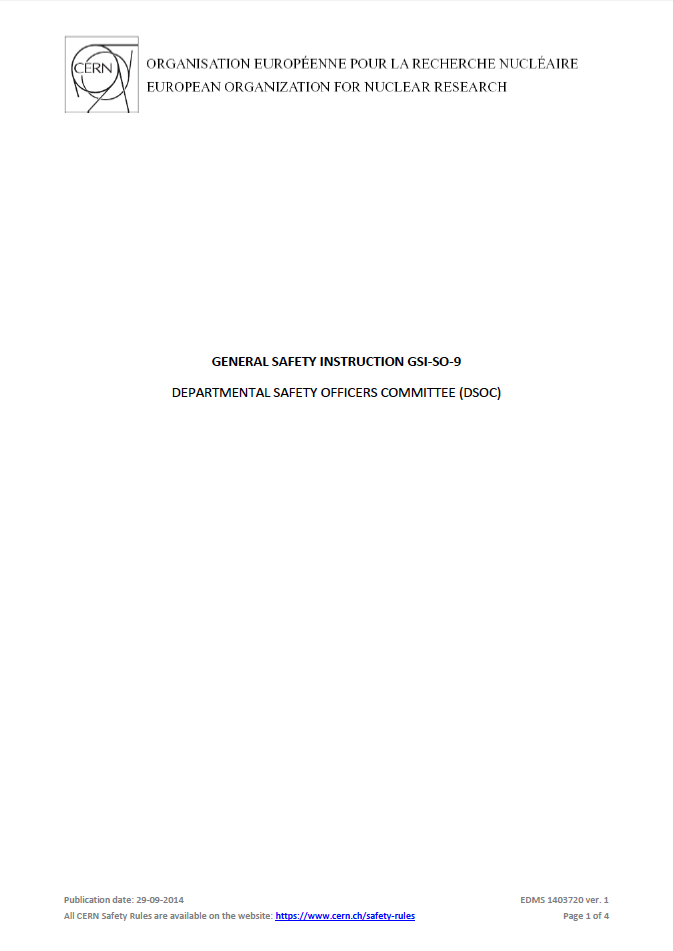 CERN
ORGANISATION EUROPÉENNE POUR LA RECHERCHE NUCLÉAIRE
EUROPEAN ORGANIZATION FOR NUCLEAR RESEARCH
GENERAL SAFETY INSTRUCTION GSI-SO-9
DEPARTMENTAL SAFETY OFFICERS COMMITTEE (DSOC)
Publication date: 29-09-2014 EDMS 1403720 ver. 1
All CERN Safety Rules are available on the website: https://www.cern.ch/safety-rules Page 1 of 4